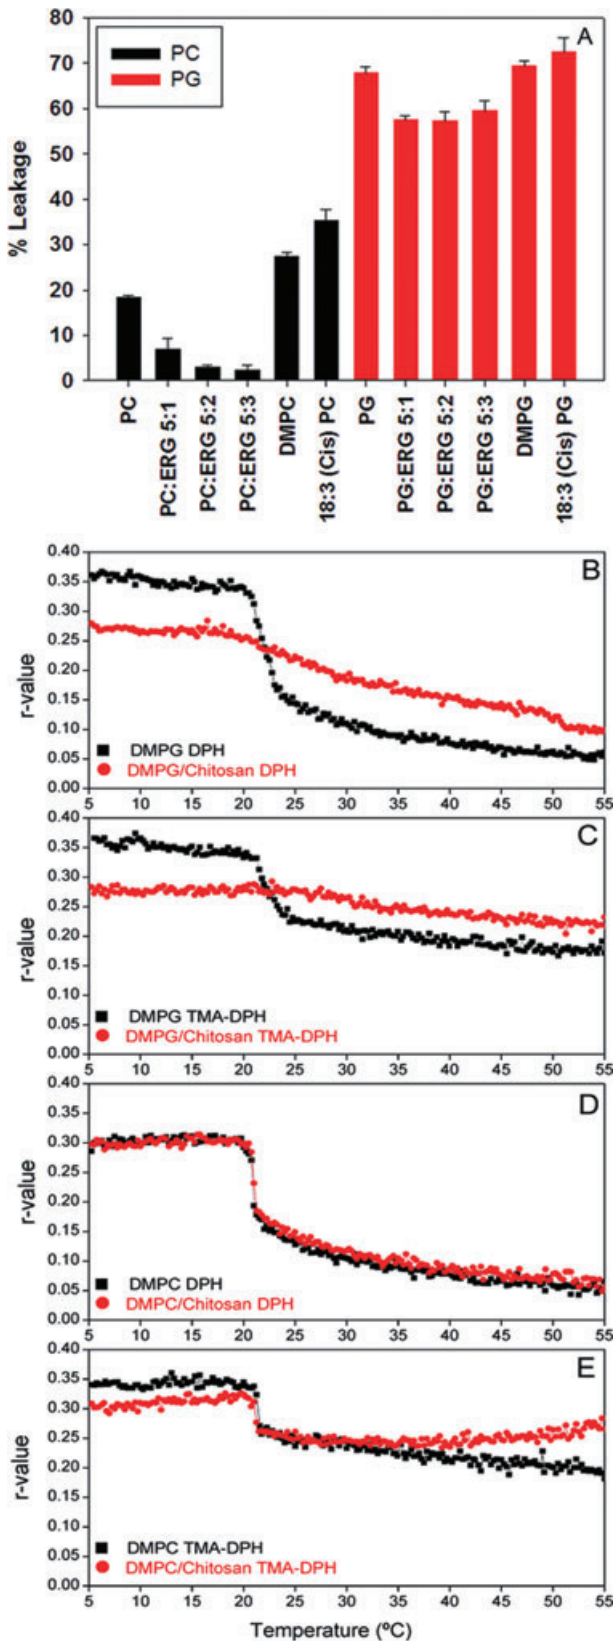 80
70
60
50
40
30
20
10
0
% Leakage
PC
PG
A
PC
PC:ERG 5:1
PC:ERG 5:2
PC:ERG 5:3
DMPC
18:3 (Cis) PC
PG
PG:ERG 5:1
PG:ERG 5:2
PG:ERG 5:3
DMPG
18:3 (Cis) PG
0.40
0.35
0.30
0.25
0.20
0.15
0.10
0.05
0.00
r-value
B
DMPG DPH
DMPG/Chitosan DPH
5 10 15 20 25 30 35 40 45 50 55
0.40
0.35
0.30
0.25
0.20
0.15
0.10
0.05
0.00
r-value
C
DMPG TMA-DPH
DMPG/Chitosan TMA-DPH
5 10 15 20 25 30 35 40 45 50 55
0.40
0.35
0.30
0.25
0.20
0.15
0.10
0.05
0.00
r-value
D
DMPC DPH
DMPC/Chitosan DPH
5 10 15 20 25 30 35 40 45 50 55
0.40
0.35
0.30
0.25
0.20
0.15
0.10
0.05
0.00
r-value
E
DMPC TMA-DPH
DMPC/Chitosan TMA-DPH
5 10 15 20 25 30 35 40 45 50 55
Temperature (ºC)